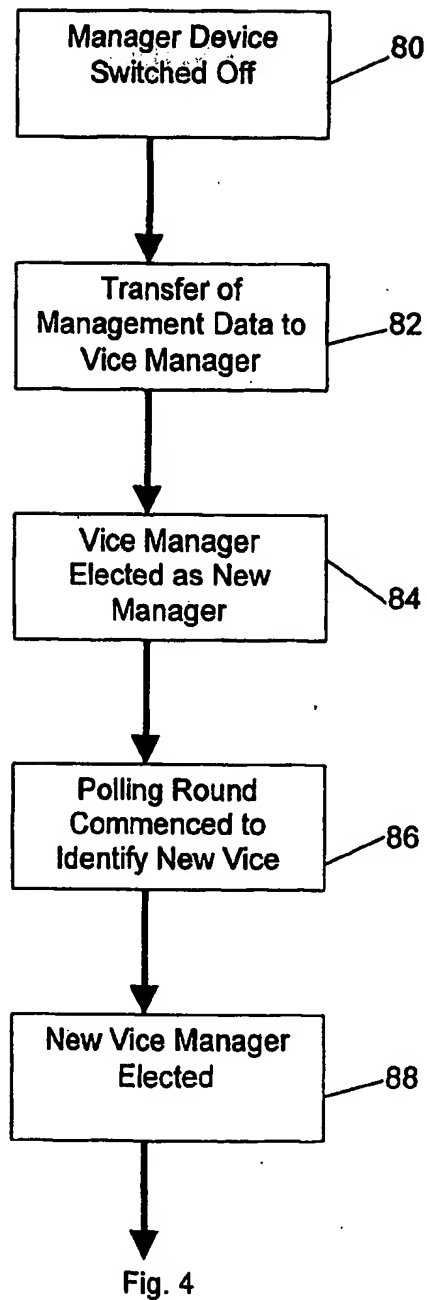 Manager Device
Switched Off
80
Transfer of
Management Data to
Vice Manager
82
Vice Manager
Elected as New
Manager
84
Polling Round
Commenced to
Identify New Vice
86
New Vice Manager
Elected
88
Fig. 4